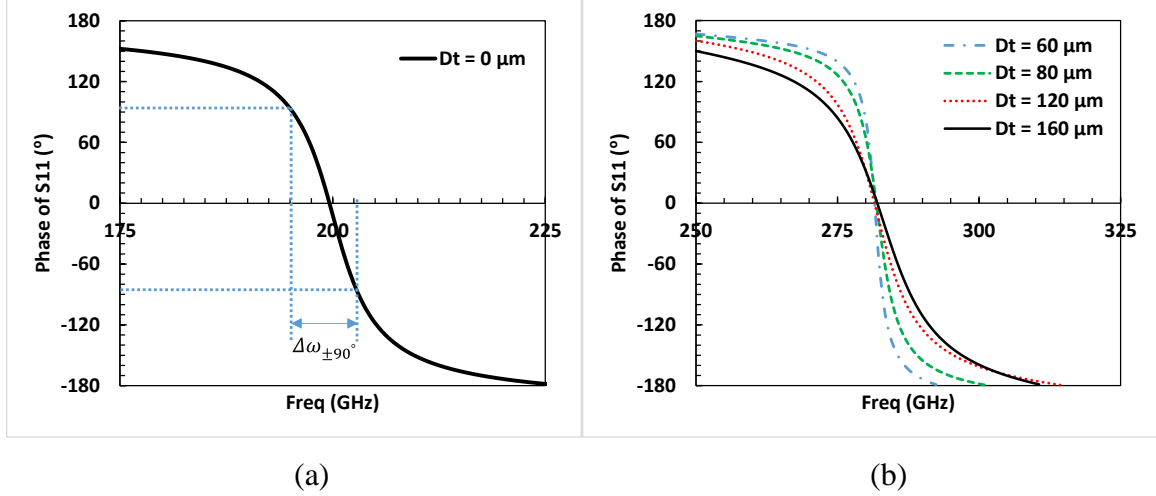 180
120
60
0
-60
-120
-180
175
200
225
Phase of S11 (°)
Freq (GHz)
Dt = 0 µm
Δω±90°
(a)
180
120
60
0
-60
-120
-180
250
275
300
325
Phase of S11 (°)
Freq (GHz)
Dt = 60 µm
Dt = 80 µm
Dt = 120 µm
Dt = 160 µm
(b)